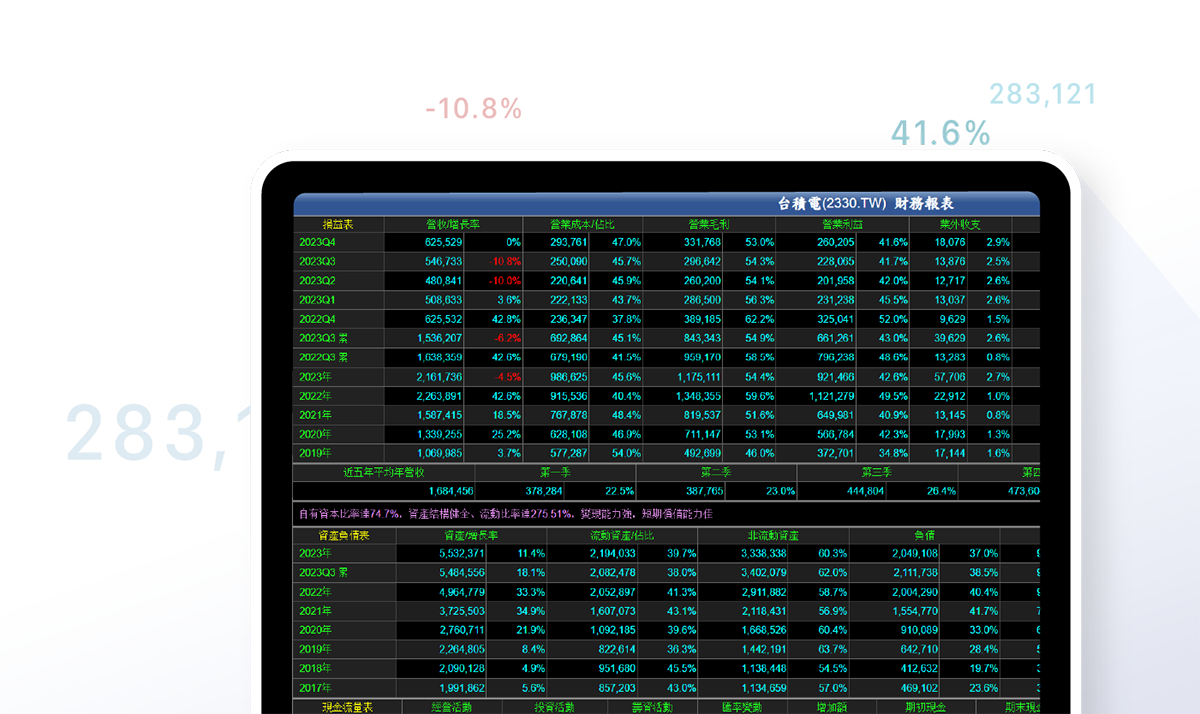 -10.8%
283,121
41.6%
283,1
台積電(2330.TW) 財務報表
損益表 營收/增長率 營業成本/佔比 營業毛利 營業利益 業外收支
2023Q4 625,529 0% 293,761 47.0% 331,768 53.0% 260,205 41.6% 18,076 2.9%
2023Q3 546,733 -10.8% 250,090 45.7% 296,642 54.3% 228,065 41.7% 13,876 2.5%
2023Q2 480,841 -10.0% 220,641 45.9% 260,200 54.1% 201,958 42.0% 12,717 2.6%
2023Q1 508,633 3.6% 222,133 43.7% 286,500 56.3% 231,238 45.5% 13,037 2.6%
2022Q4 625,532 42.8% 236,347 37.8% 389,185 62.2% 325,041 52.0% 9,629 1.5%
2023Q3 累 1,536,207 -6.2% 692,864 45.1% 843,343 54.9% 661,261 43.0% 39,629 2.6%
2022Q3 累 1,638,359 42.6% 679,190 41.5% 959,170 58.5% 796,238 48.6% 13,283 0.8%
2023年 2,161,736 -4.5% 986,625 45.6% 1,175,111 54.4% 921,466 42.6% 57,706 2.7%
2022年 2,263,891 42.6% 915,536 40.4% 1,348,355 59.6% 1,121,279 49.5% 22,912 1.0%
2021年 1,587,415 18.5% 767,878 48.4% 819,537 51.6% 649,981 40.9% 13,145 0.8%
2020年 1,339,255 25.2% 628,108 46.9% 711,147 53.1% 566,784 42.3% 17,993 1.3%
2019年 1,069,985 3.7% 577,287 54.0% 492,699 46.0% 372,701 34.8% 17,144 1.6%
近五年平均年營收 第一季 第二季 第三季 第四
1,684,456 378,284 22.5% 387,765 23.0% 444,804 26.4% 473,60
自有資本比率達74.7%，資產結構健全、流動比率達275.51%，變現能力強，短期償債能力佳
資產負債表 資產/增長率 流動資產/佔比 非流動資產 負債
2023年 5,532,371 11.4% 2,194,033 39.7% 3,338,338 60.3% 2,049,108 37.0%
2023Q3 累 5,484,556 18.1% 2,082,478 38.0% 3,402,079 62.0% 2,111,738 38.5%
2022年 4,964,779 33.3% 2,052,897 41.3% 2,911,882 58.7% 2,004,290 40.4%
2021年 3,725,503 34.9% 1,607,073 43.1% 2,118,431 56.9% 1,554,770 41.7%
2020年 2,760,711 21.9% 1,092,185 39.6% 1,668,526 60.4% 910,089 33.0%
2019年 2,264,805 8.4% 822,614 36.3% 1,442,191 63.7% 642,710 28.4%
2018年 2,090,128 4.9% 951,680 45.5% 1,138,448 54.5% 412,632 19.7%
2017年 1,991,862 5.6% 857,203 43.0% 1,134,659 57.0% 469,102 23.6%
現金流量表 經營活動 投資活動 籌資活動 匯率變動 增加額 期初現金 期末現金